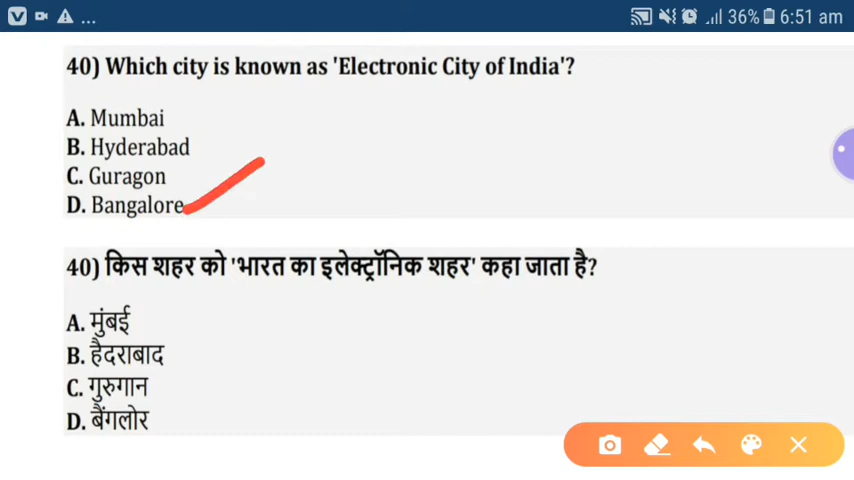 ... 36% 6:51 am
40) Which city is known as 'Electronic City of India'?
A. Mumbai
B. Hyderabad
C. Guragon
D. Bangalore
40) किस शहर को 'भारत का इलेक्ट्रॉनिक शहर' कहा जाता है?
A. मुंबई
B. हैदराबाद
C. गुरुगान
D. बैंगलोर